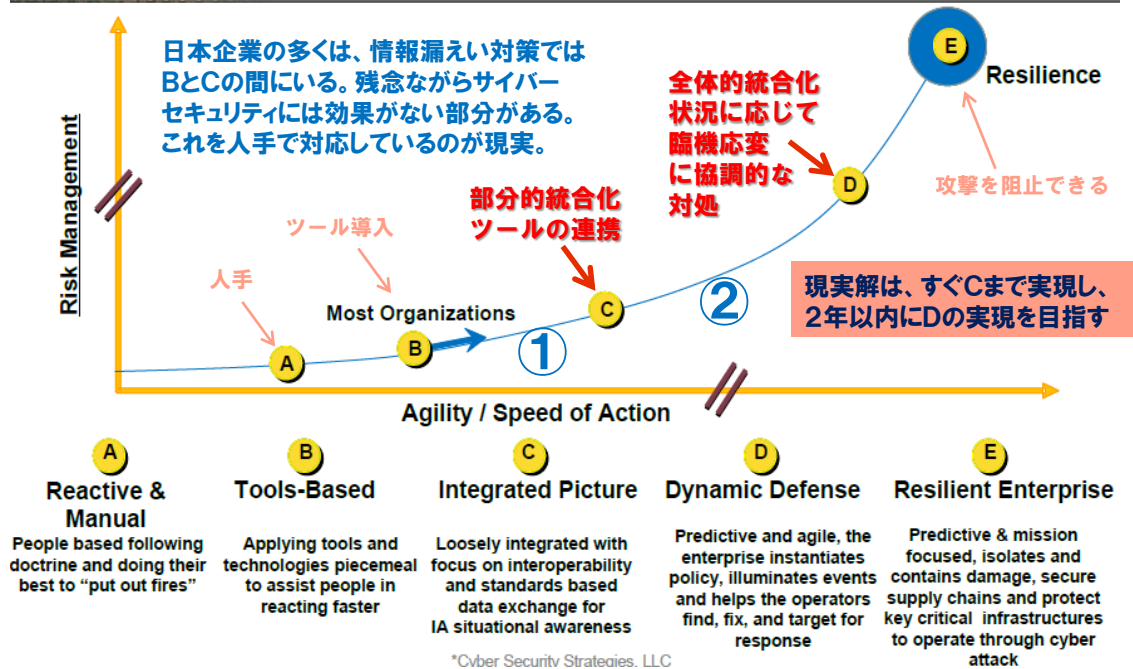 日本企業の多くは、情報漏えい対策では
BとCの間にいる。残念ながらサイバー
セキュリティには効果がない部分がある。
これを人手で対応しているのが現実。
E
Resilience
全体的統合化
状況に応じて
臨機応変
に協調的な
対処
D
攻撃を阻止できる
Risk Management
部分的統合化
ツールの連携
ツール導入
人手
C
Most Organizations
B
A
①
②
現実解は、すぐCまで実現し、
2年以内にDの実現を目指す
Agility / Speed of Action
A
Reactive &
Manual
People based following
doctrine and doing their
best to “put out fires”
B
Tools-Based
Applying tools and
technologies piecemeal
to assist people in
reacting faster
C
Integrated Picture
Loosely integrated with
focus on interoperability
and standards based
data exchange for
IA situational awareness
D
Dynamic Defense
Predictive and agile, the
enterprise instantiates
policy, illuminates events
and helps the operators
find, fix, and target for
response
E
Resilient Enterprise
Predictive & mission
focused, isolates and
contains damage, secure
supply chains and protect
key critical infrastructures
to operate through cyber
attack
*Cyber Security Strategies, LLC